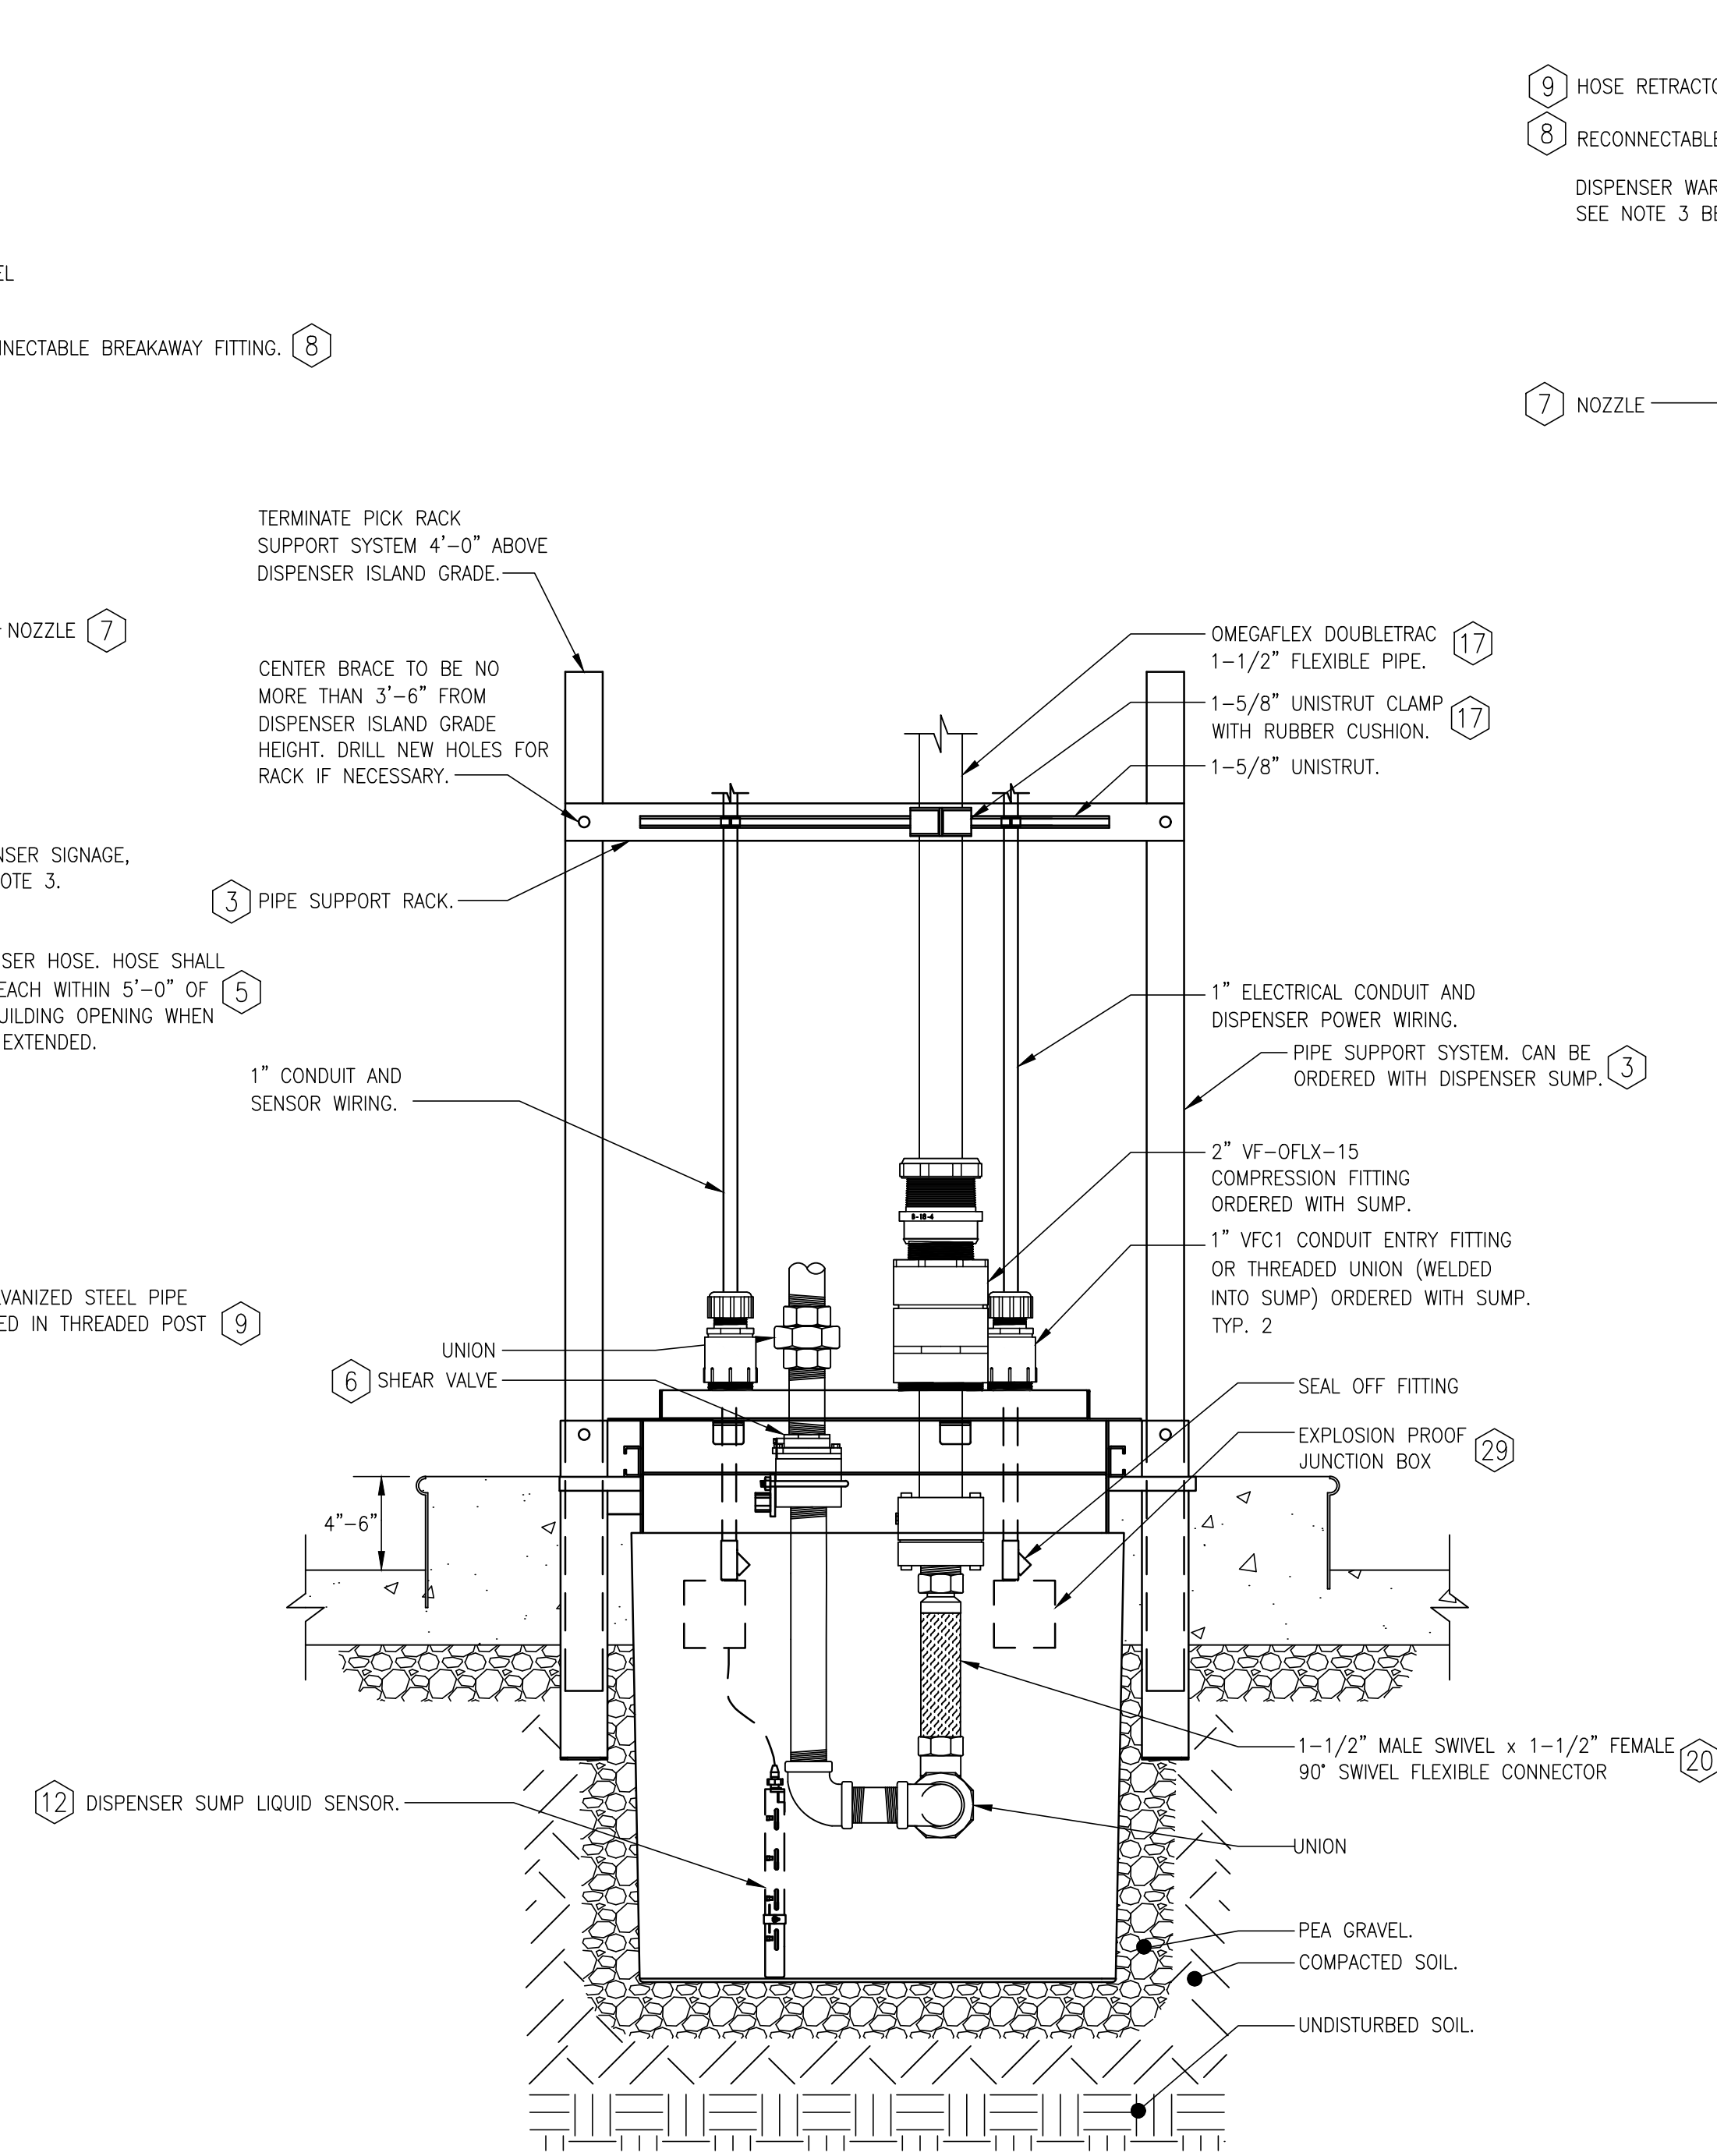 9 HOSE RETRACTO
8 RECONNECTABLE
DISPENSER WAR
SEE NOTE 3 BE
EL
NNECTABLE BREAKAWAY FITTING. 8
7 NOZZLE
TERMINATE PICK RACK
SUPPORT SYSTEM 4'-0" ABOVE
DISPENSER ISLAND GRADE.
NOZZLE 7
CENTER BRACE TO BE NO
MORE THAN 3'-6" FROM
DISPENSER ISLAND GRADE
HEIGHT. DRILL NEW HOLES FOR
RACK IF NECESSARY.
OMEGAFLEX DOUBLETRAC
1-1/2" FLEXIBLE PIPE.
17
1-5/8" UNISTRUT CLAMP
WITH RUBBER CUSHION.
17
1-5/8" UNISTRUT.
NSER SIGNAGE,
OTE 3.
3 PIPE SUPPORT RACK.
SER HOSE. HOSE SHALL
EACH WITHIN 5'-0" OF
UILDING OPENING WHEN
EXTENDED.
5
1" ELECTRICAL CONDUIT AND
DISPENSER POWER WIRING.
PIPE SUPPORT SYSTEM. CAN BE
ORDERED WITH DISPENSER SUMP.
3
1" CONDUIT AND
SENSOR WIRING.
2" VF-OFLX-15
COMPRESSION FITTING
ORDERED WITH SUMP.
1" VFC1 CONDUIT ENTRY FITTING
OR THREADED UNION (WELDED
INTO SUMP) ORDERED WITH SUMP.
TYP. 2
LVANIZED STEEL PIPE
ED IN THREADED POST
9
UNION
6 SHEAR VALVE
SEAL OFF FITTING
EXPLOSION PROOF
JUNCTION BOX
29
4"-6"
1-1/2" MALE SWIVEL x 1-1/2" FEMALE
90° SWIVEL FLEXIBLE CONNECTOR
20
12 DISPENSER SUMP LIQUID SENSOR.
UNION
PEA GRAVEL.
COMPACTED SOIL.
UNDISTURBED SOIL.